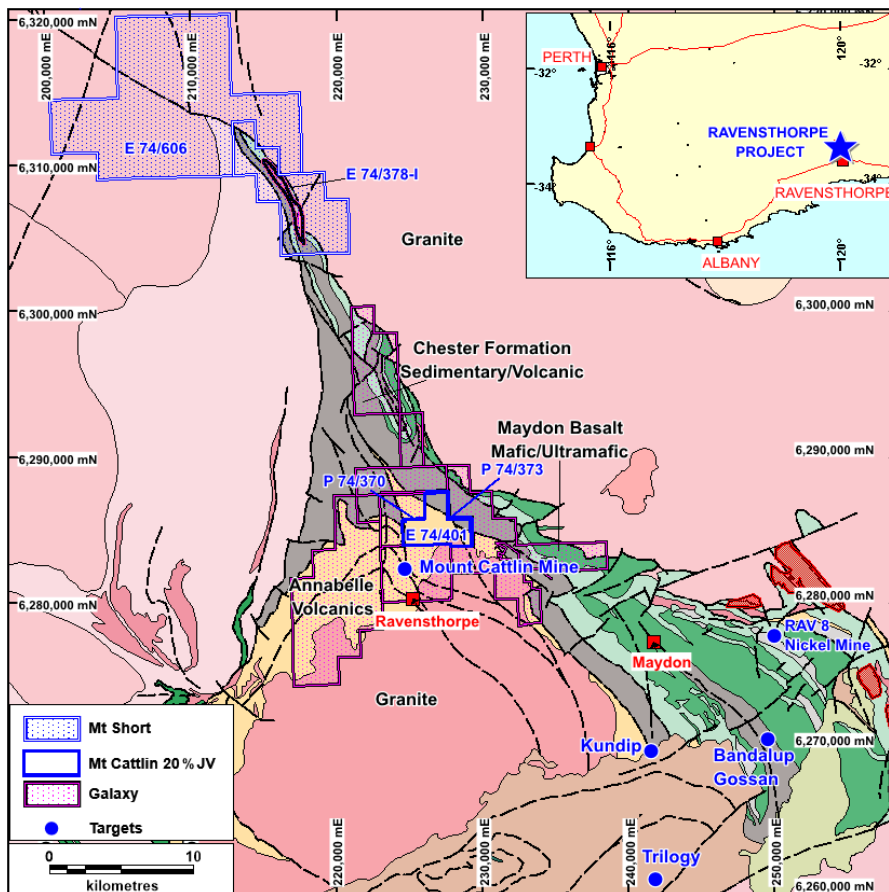 6,320,000 mN
200,000 mE
210,000 mE
220,000 mE
230,000 mE
6,310,000 mN
E 74/606
E 74/378-I
Granite
PERTH
116°
120°
-32°
-32°
RAVENSTHORPE
PROJECT
-34°
-34°
RAVENSTHORPE
ALBANY
116°
120°
6,300,000 mN
6,300,000 mN
Chester Formation
Sedimentary/Volcanic
Maydon Basalt
Mafic/Ultramafic
6,290,000 mN
6,290,000 mN
P 74/370
P 74/373
E 74/401
Mount Cattlin Mine
Annabelle
Volcanics
6,280,000 mN
6,280,000 mN
Ravensthorpe
RAV 8
Nickel Mine
Maydon
Granite
Kundip
6,270,000 mN
Bandalup
Gossan
Mt Short
Mt Cattlin 20% JV
Galaxy
Targets
0 10
kilometres
220,000 mE
230,000 mE
240,000 mE
250,000 mE
Trilogy
6,260,000 mN